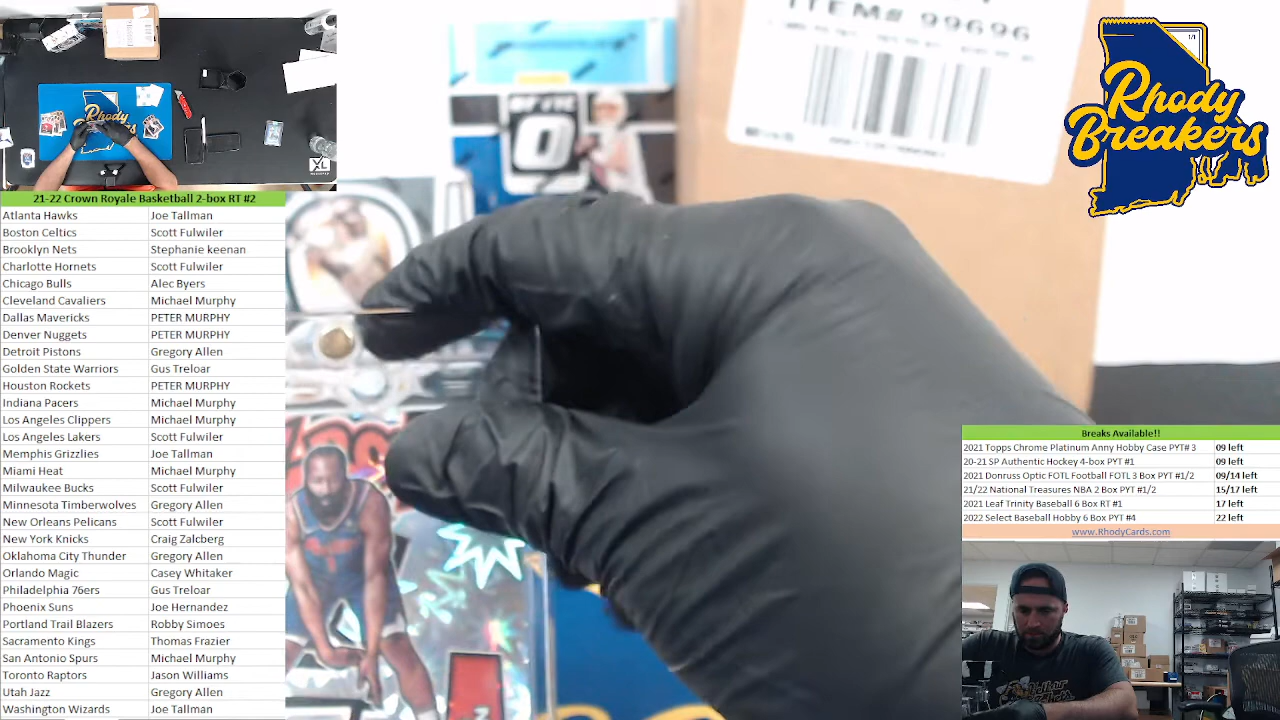 ITEM# 99696
OPTIC
1/1
Rhody
Breakers
Rhody
XL
21-22 Crown Royale Basketball 2-box RT #2
Atlanta Hawks Joe Tallman
Boston Celtics Scott Fulwiler
Brooklyn Nets Stephanie keenan
Charlotte Hornets Scott Fulwiler
Chicago Bulls Alec Byers
Cleveland Cavaliers Michael Murphy
Dallas Mavericks PETER MURPHY
Denver Nuggets PETER MURPHY
Detroit Pistons Gregory Allen
Golden State Warriors Gus Treloar
Houston Rockets PETER MURPHY
Indiana Pacers Michael Murphy
Los Angeles Clippers Michael Murphy
Los Angeles Lakers Scott Fulwiler
Memphis Grizzlies Joe Tallman
Miami Heat Michael Murphy
Milwaukee Bucks Scott Fulwiler
Minnesota Timberwolves Gregory Allen
New Orleans Pelicans Scott Fulwiler
New York Knicks Craig Zalcberg
Oklahoma City Thunder Gregory Allen
Orlando Magic Casey Whitaker
Philadelphia 76ers Gus Treloar
Phoenix Suns Joe Hernandez
Portland Trail Blazers Robby Simoes
Sacramento Kings Thomas Frazier
San Antonio Spurs Michael Murphy
Toronto Raptors Jason Williams
Utah Jazz Gregory Allen
Washington Wizards Joe Tallman
Breaks Available!!
2021 Topps Chrome Platinum Anny Hobby Case PYT# 3 09 left
20-21 SP Authentic Hockey 4-box PYT #1 09 left
2021 Donruss Optic FOTL Football FOTL 3 Box PYT #1/2 09/14 left
21/22 National Treasures NBA 2 Box PYT #1/2 15/17 left
2021 Leaf Trinity Baseball 6 Box RT #1 17 left
2022 Select Baseball Hobby 6 Box PYT #4 22 left
www.RhodyCards.com